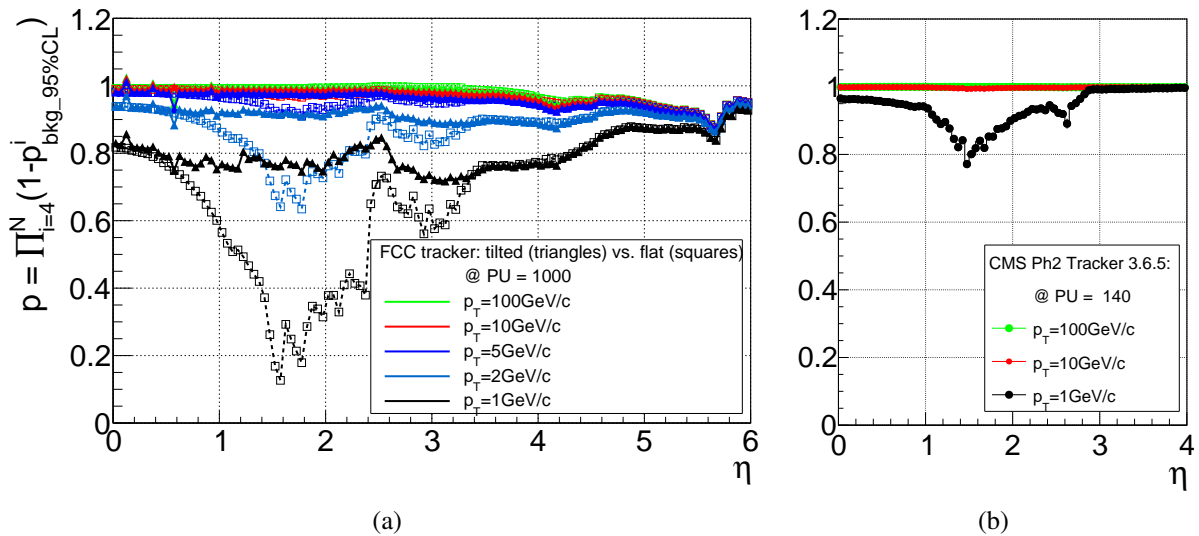 p = ∏^N_{i=4}(1-p^i_{bkg_95%CL})
1.2
1
0.8
0.6
0.4
0.2
0
0 1 2 3 4 5 6
η
FCC tracker: tilted (triangles) vs. flat (squares)
@ PU = 1000
p_T=100GeV/c
p_T=10GeV/c
p_T=5GeV/c
p_T=2GeV/c
p_T=1GeV/c
(a)
1.2
1
0.8
0.6
0.4
0.2
0
0 1 2 3 4
η
CMS Ph2 Tracker 3.6.5:
@ PU = 140
p_T=100GeV/c
p_T=10GeV/c
p_T=1GeV/c
(b)